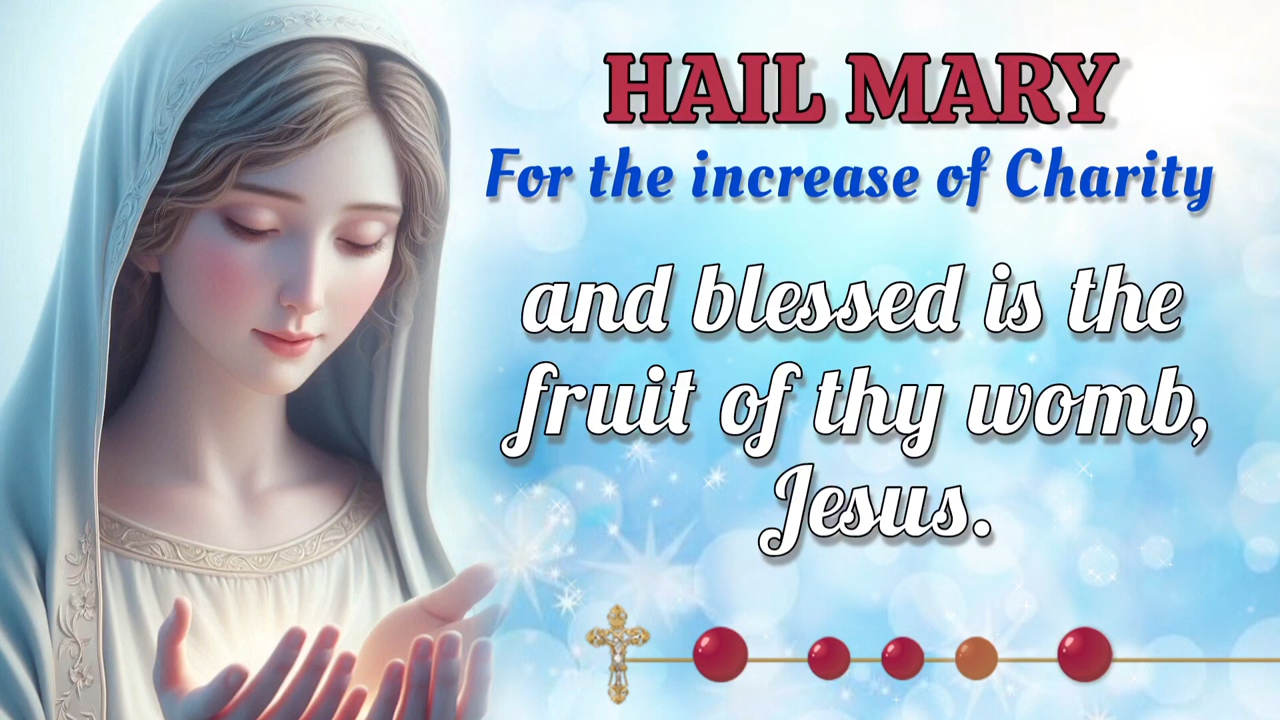 HAIL MARY
For the increase of Charity
and blessed is the
fruit of thy womb,
Jesus.